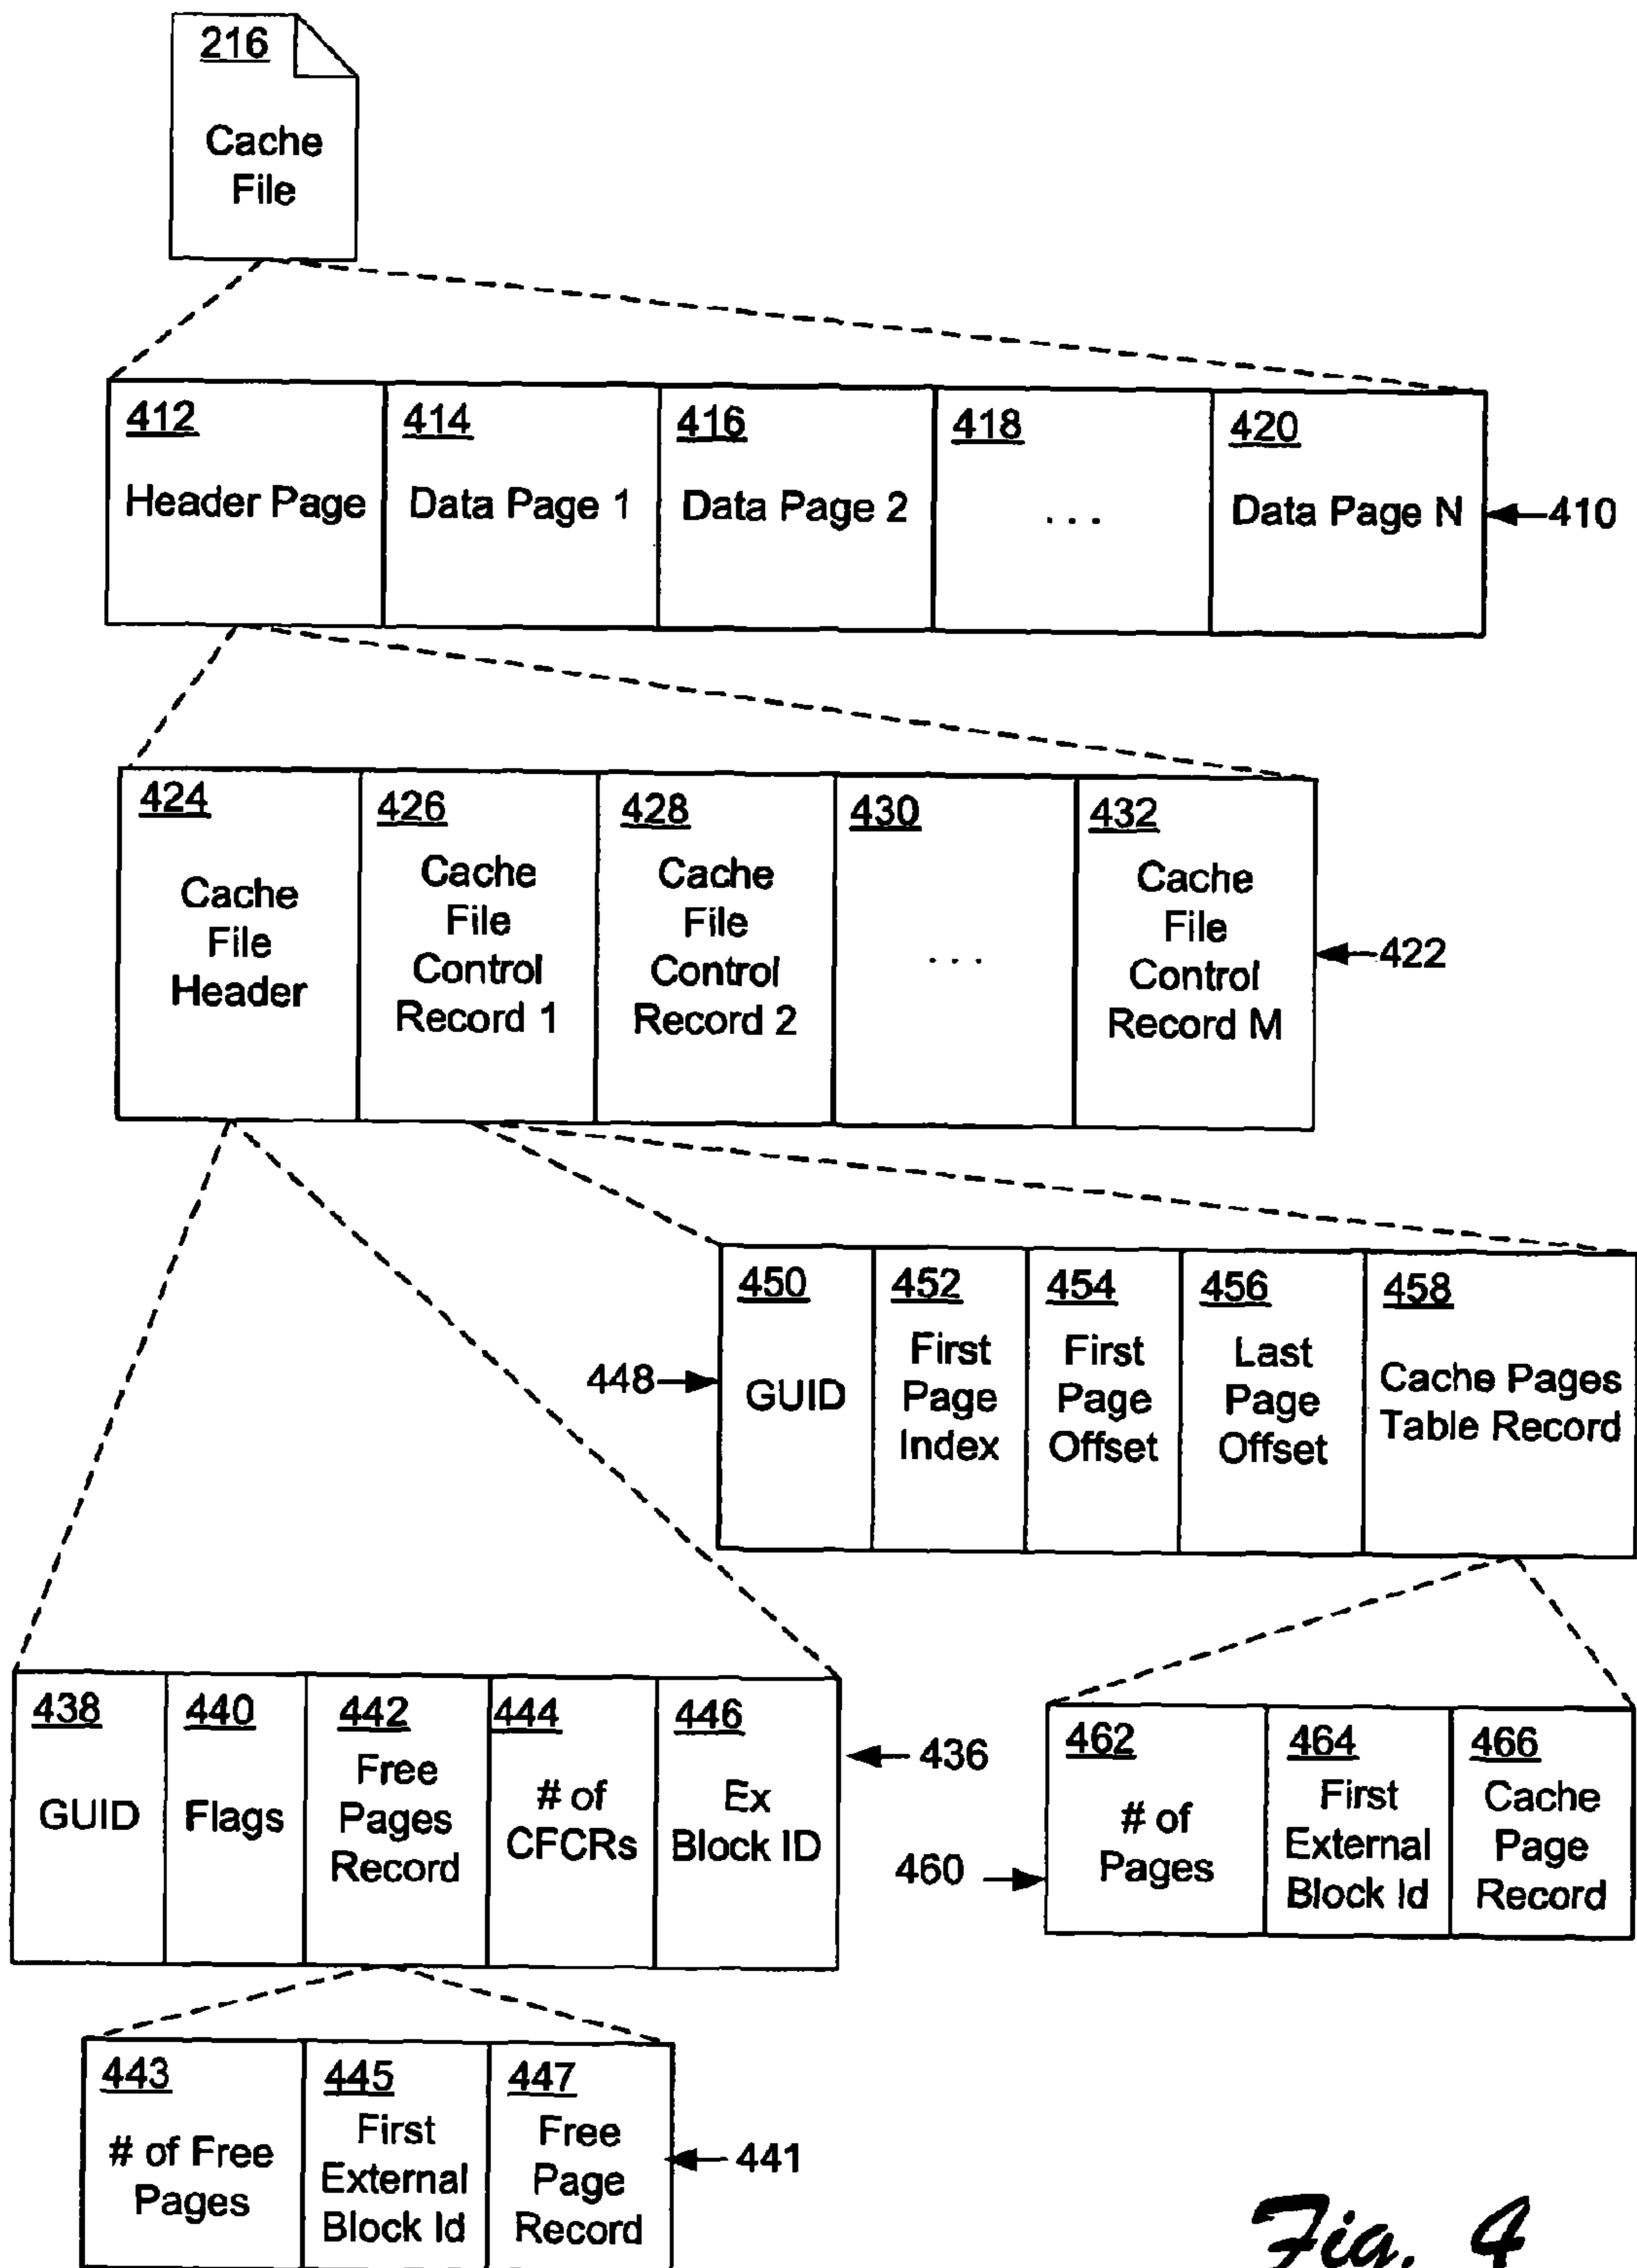 216
Cache
File
412
Header Page
414
Data Page 1
416
Data Page 2
418
. . .
420
Data Page N
410
424
Cache
File
Header
426
Cache
File
Control
Record 1
428
Cache
File
Control
Record 2
430
. . .
432
Cache
File
Control
Record M
422
448
450
GUID
452
First
Page
Index
454
First
Page
Offset
456
Last
Page
Offset
458
Cache Pages
Table Record
438
GUID
440
Flags
442
Free
Pages
Record
444
# of
CFCRs
446
Ex
Block ID
436
460
462
# of
Pages
464
First
External
Block Id
466
Cache
Page
Record
443
# of Free
Pages
445
First
External
Block Id
447
Free
Page
Record
441
Fig. 4